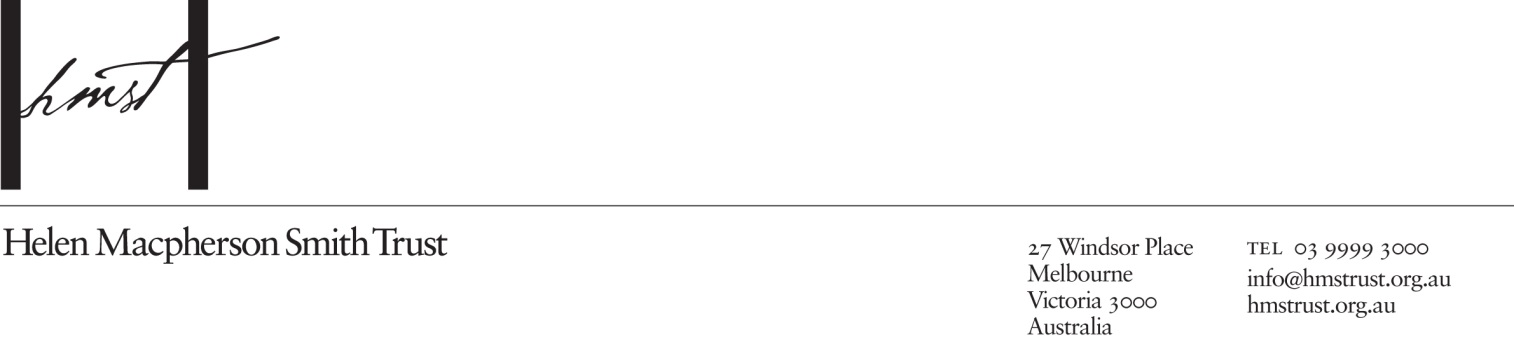 hmst
Helen Macpherson Smith Trust
27 Windsor Place
Melbourne
Victoria 3000
Australia
TEL 03 9999 3000
info@hmstrust.org.au
hmstrust.org.au